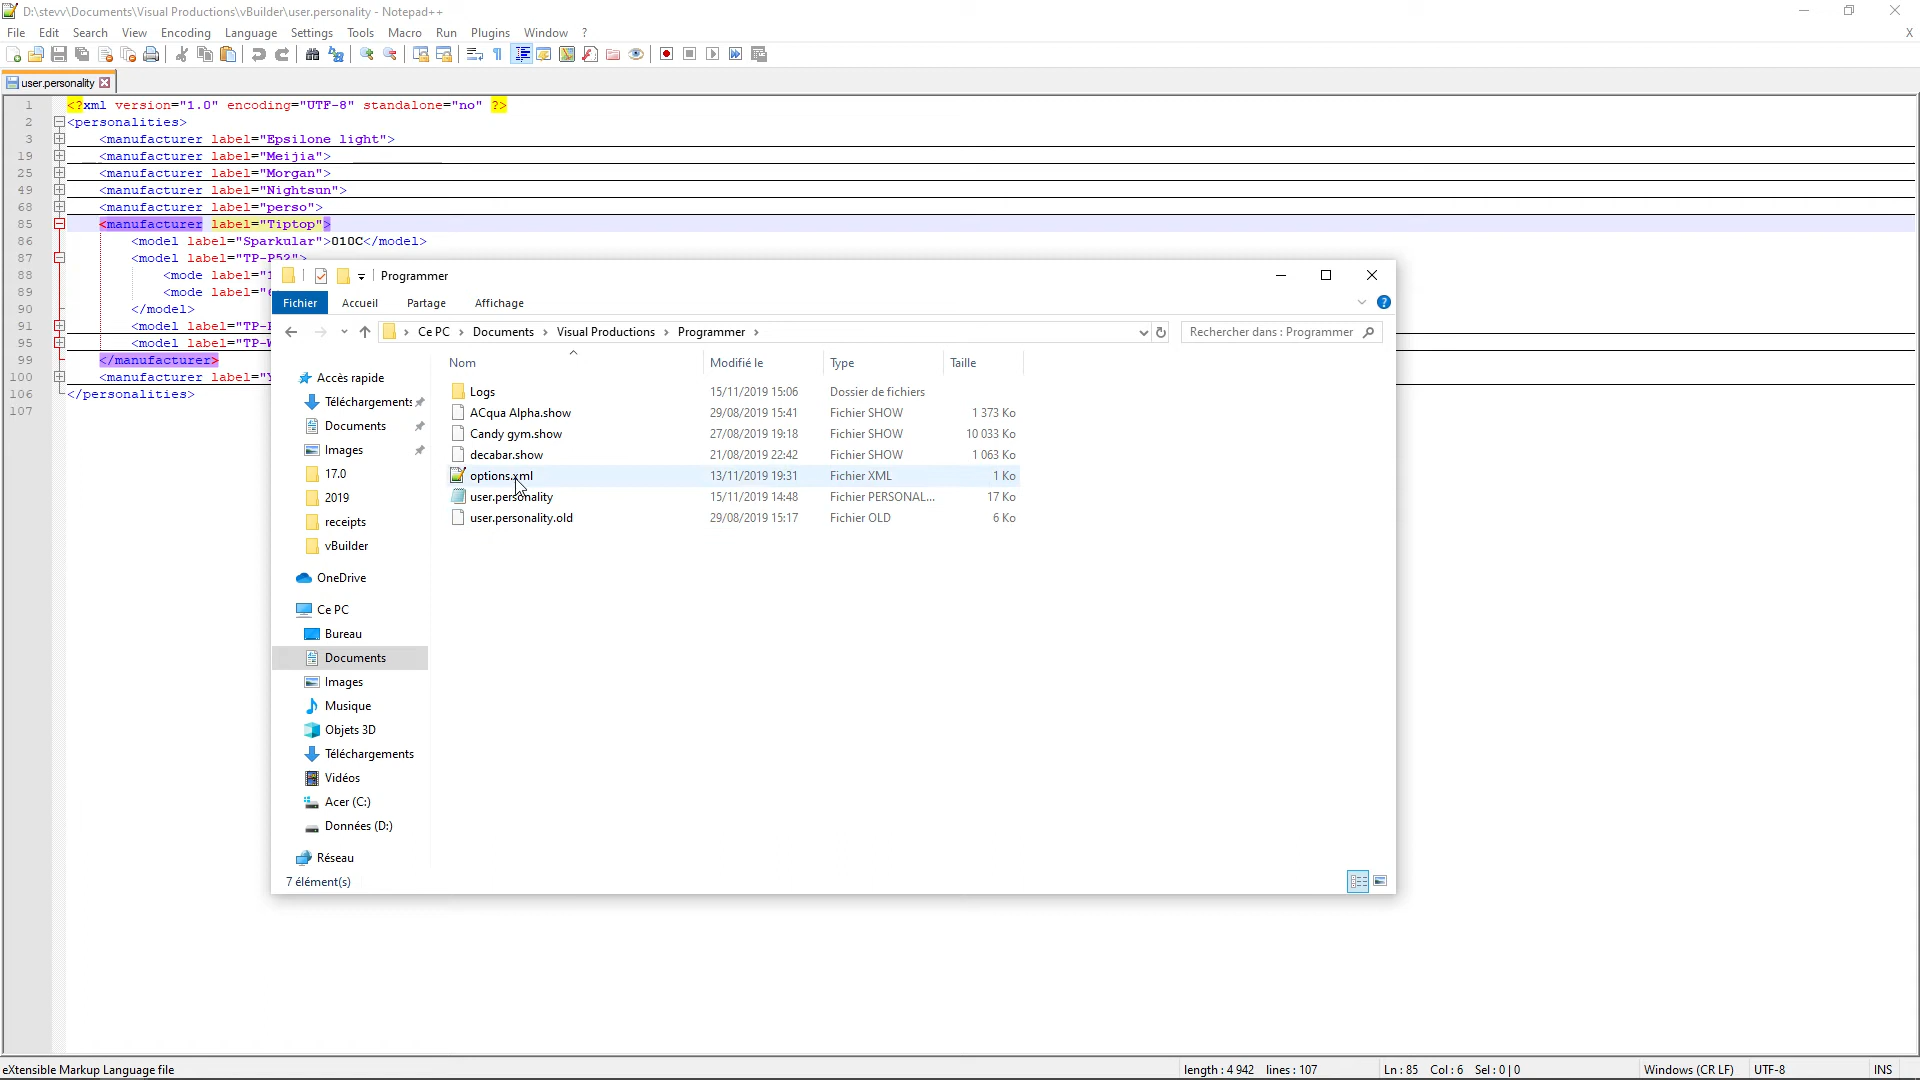 D:\stevv\Documents\Visual Productions\vBuilder\user.personality - Notepad++
File Edit Search View Encoding Language Settings Tools Macro Run Plugins Window ? X
user.personality
1 <?xml version="1.0" encoding="UTF-8" standalone="no" ?>
2 <personalities>
3 <manufacturer label="Epsilone light">
19 <manufacturer label="Meijia">
25 <manufacturer label="Morgan">
49 <manufacturer label="Nightsun">
68 <manufacturer label="perso">
85 <manufacturer label="Tiptop">
86 <model label="Sparkular">010C</model>
87 <model label="TP-P52">
88 <mode label="1
89 <mode label="
90 </model>
91 <model label="TP-
95 <model label="TP-
99 </manufacturer>
100 <manufacturer label="
106 </personalities>
107
Programmer
Fichier Accueil Partage Affichage
Ce PC > Documents > Visual Productions > Programmer >
Rechercher dans : Programmer
Nom Modifié le Type Taille
Logs 15/11/2019 15:06 Dossier de fichiers
ACqua Alpha.show 29/08/2019 15:41 Fichier SHOW 1 373 Ko
Candy gym.show 27/08/2019 19:18 Fichier SHOW 10 033 Ko
decabar.show 21/08/2019 22:42 Fichier SHOW 1 063 Ko
options.xml 13/11/2019 19:31 Fichier XML 1 Ko
user.personality 15/11/2019 14:48 Fichier PERSONAL... 17 Ko
user.personality.old 29/08/2019 15:17 Fichier OLD 6 Ko
Accès rapide
Téléchargements
Documents
Images
17.0
2019
receipts
vBuilder
OneDrive
Ce PC
Bureau
Documents
Images
Musique
Objets 3D
Téléchargements
Vidéos
Acer (C:)
Données (D:)
Réseau
7 élément(s)
eXtensible Markup Language file length : 4 942 lines : 107 Ln : 85 Col : 6 Sel : 0 | 0 Windows (CR LF) UTF-8 INS